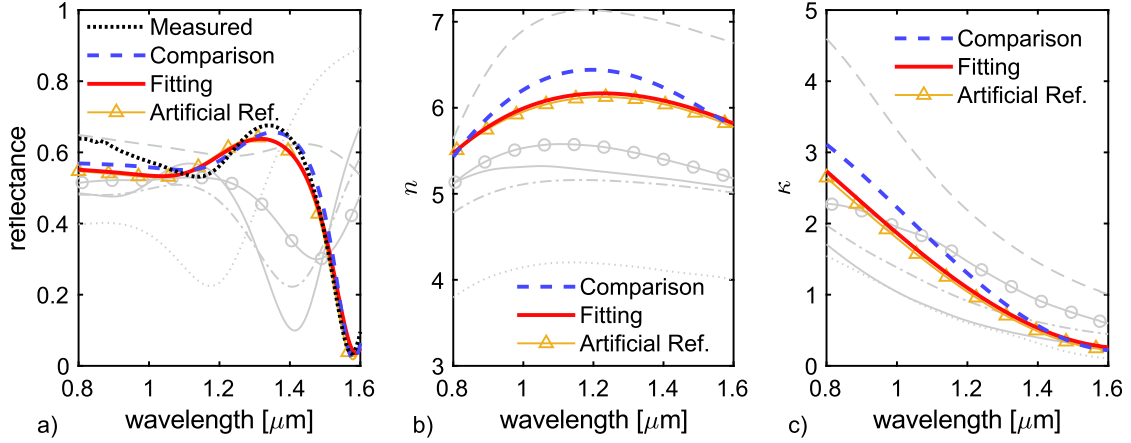 1
0.8
0.6
0.4
0.2
0
reflectance
Measured
Comparison
Fitting
Artificial Ref.
0.8
1
1.2
1.4
1.6
wavelength [μm]
a)
7
6
5
4
3
n
Comparison
Fitting
Artificial Ref.
0.8
1
1.2
1.4
1.6
wavelength [μm]
b)
5
4
3
2
1
0
κ
Comparison
Fitting
Artificial Ref.
0.8
1
1.2
1.4
1.6
wavelength [μm]
c)